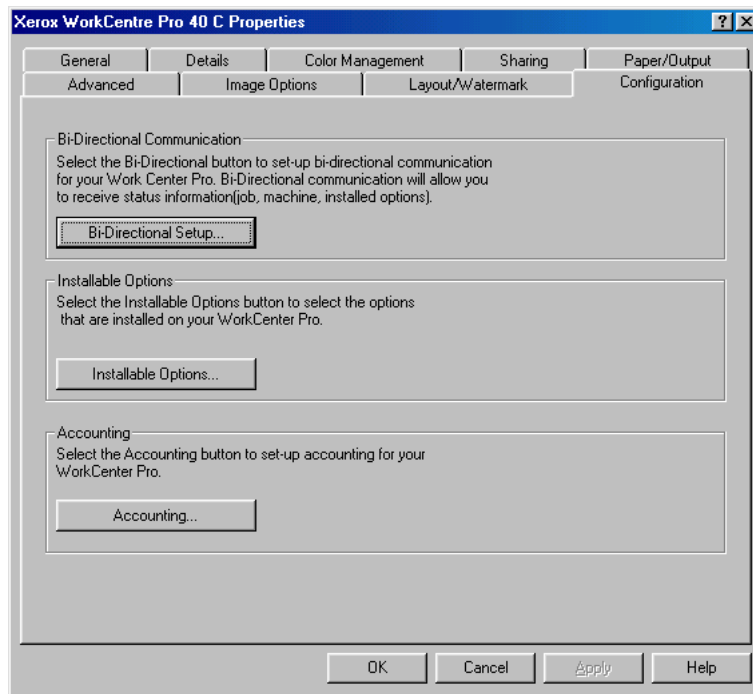 Xerox WorkCentre Pro 40 C Properties
General Details Color Management Sharing Paper/Output
Advanced Image Options Layout/Watermark Configuration
Bi-Directional Communication
Select the Bi-Directional button to set-up bi-directional communication
for your Work Center Pro. Bi-Directional communication will allow you
to receive status information(job, machine, installed options).
Bi-Directional Setup...
Installable Options
Select the Installable Options button to select the options
that are installed on your WorkCenter Pro.
Installable Options...
Accounting
Select the Accounting button to set-up accounting for your
WorkCenter Pro.
Accounting...
OK Cancel Apply Help